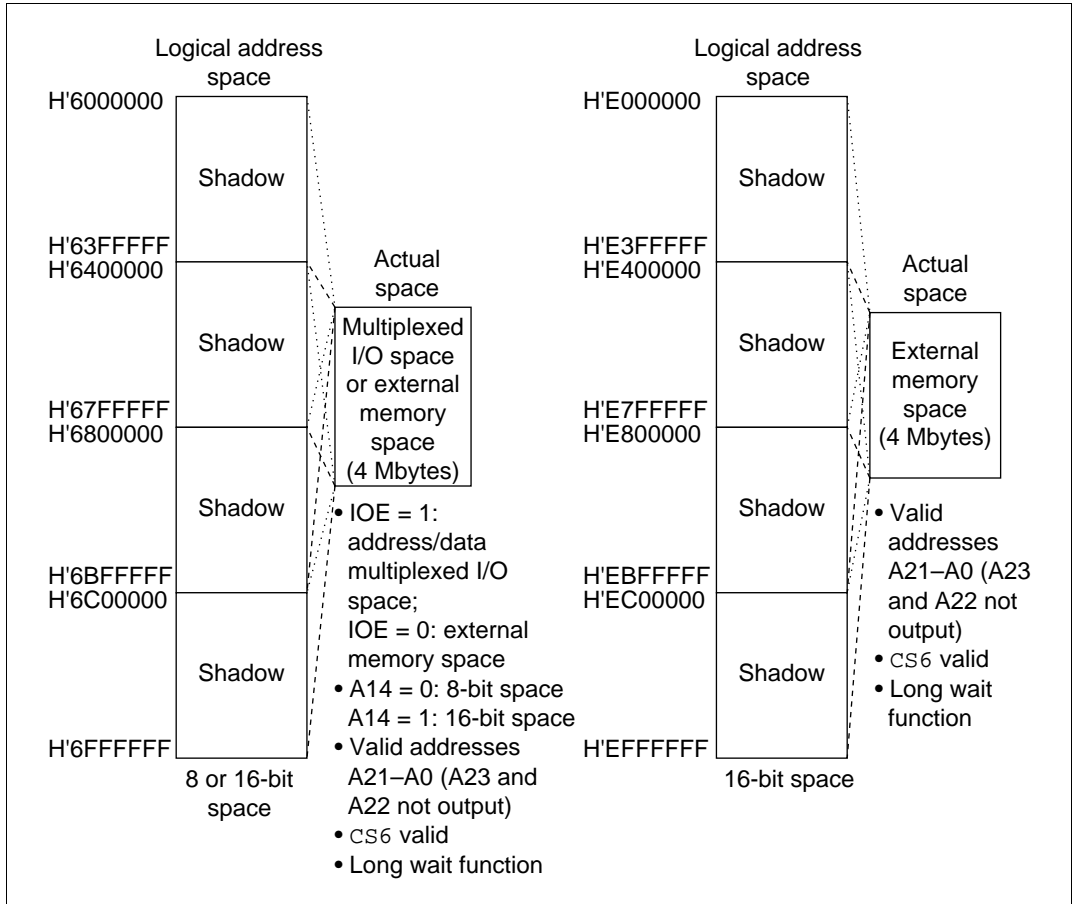 Logical address
space
H'6000000
Shadow
H'63FFFFF
H'6400000
Shadow
H'67FFFFF
H'6800000
Shadow
H'6BFFFFF
H'6C00000
Shadow
H'6FFFFFF
8 or 16-bit
space
Actual
space
Multiplexed
I/O space
or external
memory
space
(4 Mbytes)
• IOE = 1:
address/data
multiplexed I/O
space;
IOE = 0: external
memory space
• A14 = 0: 8-bit space
A14 = 1: 16-bit space
• Valid addresses
A21–A0 (A23 and
A22 not output)
• CS6 valid
• Long wait function
Logical address
space
H'E000000
Shadow
H'E3FFFFF
H'E400000
Shadow
H'E7FFFFF
H'E800000
Shadow
H'EBFFFFF
H'EC00000
Shadow
H'EFFFFFF
16-bit space
Actual
space
External
memory
space
(4 Mbytes)
• Valid
addresses
A21–A0 (A23
and A22 not
output)
• CS6 valid
• Long wait
function